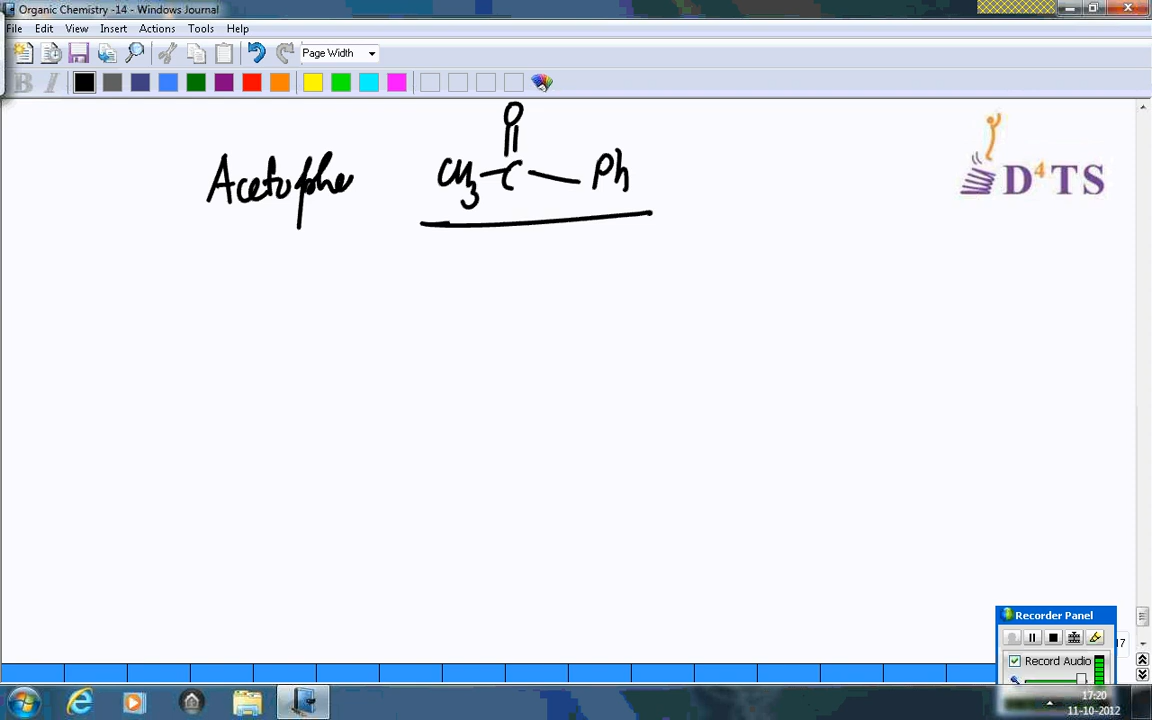 Organic Chemistry -14 - Windows Journal
File Edit View Insert Actions Tools Help
Page Width
B I
O
Acetophe CH3-C-Ph
D4TS
Recorder Panel
17
Record Audio
17:20
11-10-2012